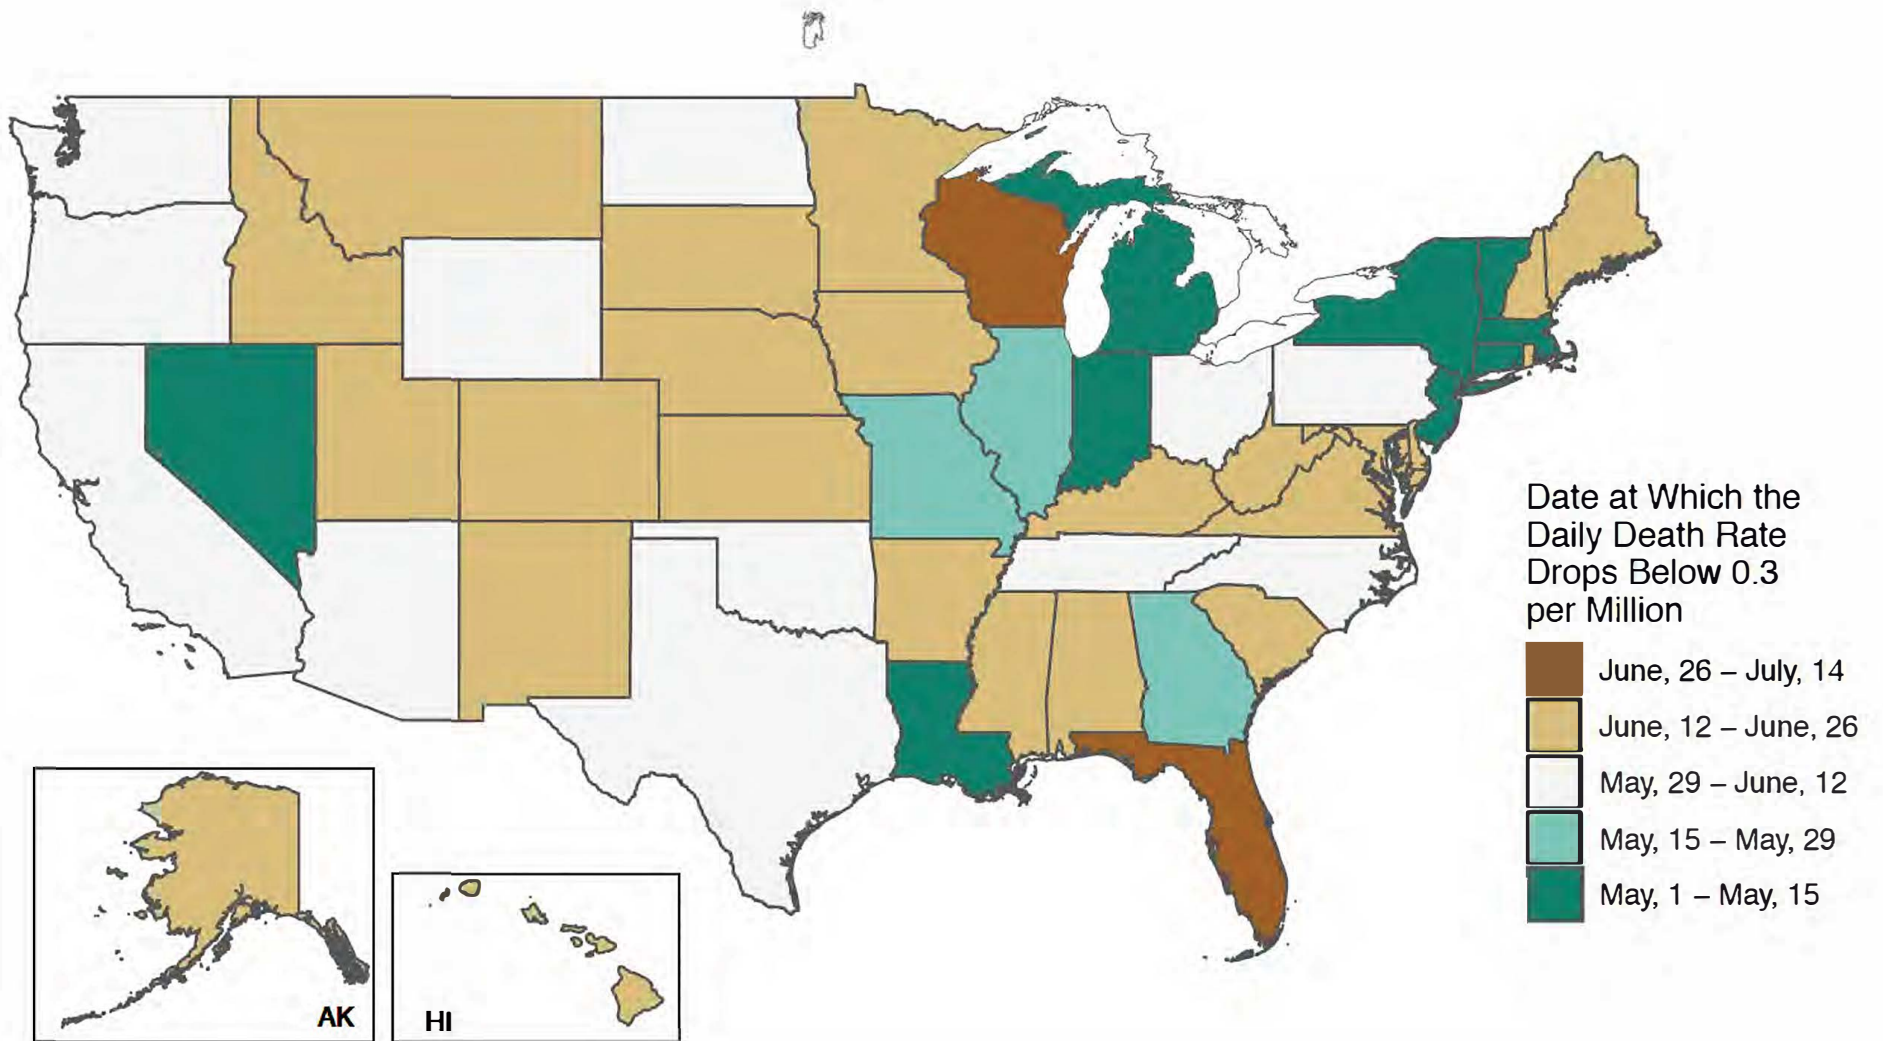 Date at Which the
Daily Death Rate
Drops Below 0.3
per Million
June, 26 – July, 14
June, 12 – June, 26
May, 29 – June, 12
May, 15 – May, 29
May, 1 – May, 15
AK
HI